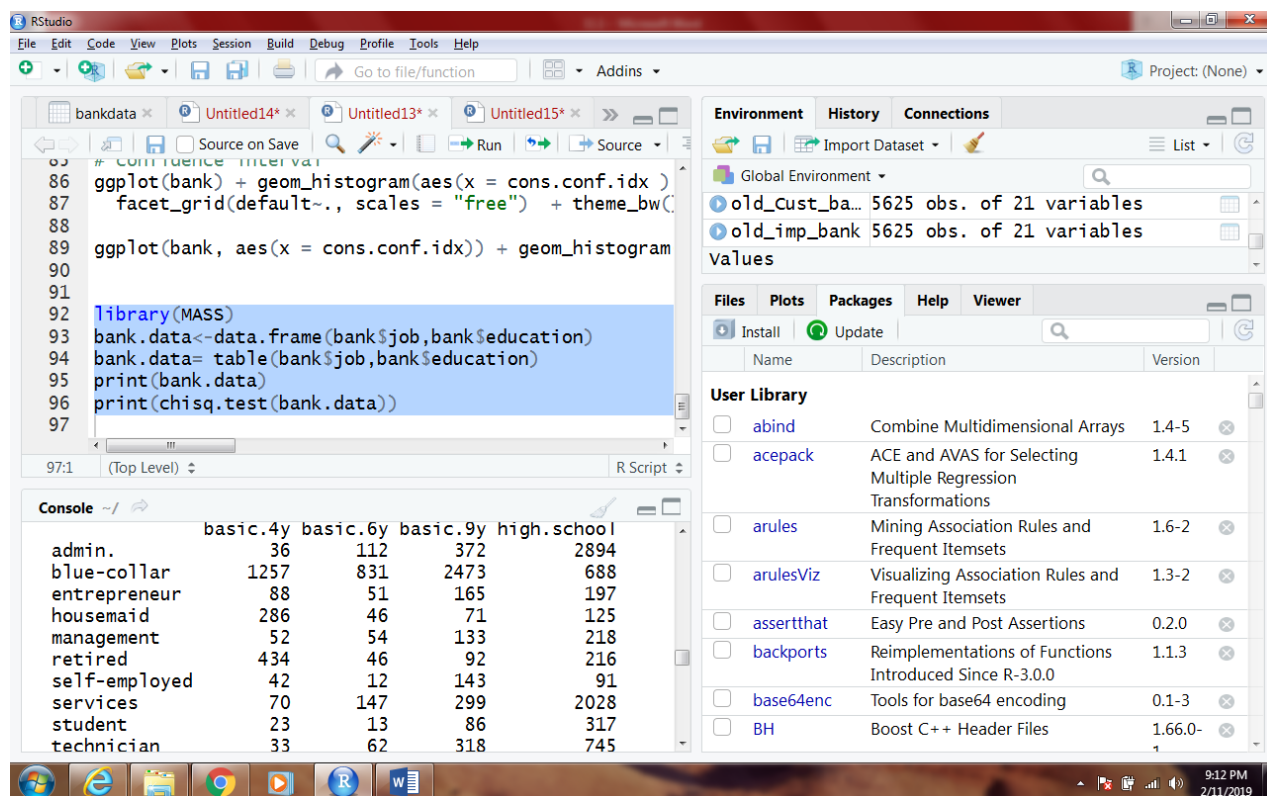 RStudio
File Edit Code View Plots Session Build Debug Profile Tools Help
Go to file/function
Addins
Project: (None)
bankdata
Untitled14*
Untitled13*
Untitled15*
Source on Save
Run
Source
85 # confidence interval
86 ggplot(bank) + geom_histogram(aes(x = cons.conf.idx )
87 facet_grid(default~., scales = "free") + theme_bw(
88
89 ggplot(bank, aes(x = cons.conf.idx)) + geom_histogram
90
91
92 library(MASS)
93 bank.data<-data.frame(bank$job,bank$education)
94 bank.data= table(bank$job,bank$education)
95 print(bank.data)
96 print(chisq.test(bank.data))
97
97:1 (Top Level) R Script
Console ~/
basic.4y basic.6y basic.9y high.school
admin. 36 112 372 2894
blue-collar 1257 831 2473 688
entrepreneur 88 51 165 197
housemaid 286 46 71 125
management 52 54 133 218
retired 434 46 92 216
self-employed 42 12 143 91
services 70 147 299 2028
student 23 13 86 317
technician 33 62 318 745
Environment History Connections
Import Dataset
List
Global Environment
old_Cust_ba… 5625 obs. of 21 variables
old_imp_bank 5625 obs. of 21 variables
Values
Files Plots Packages Help Viewer
Install Update
Name Description Version
User Library
abind Combine Multidimensional Arrays 1.4-5
acepack ACE and AVAS for Selecting 1.4.1
Multiple Regression
Transformations
arules Mining Association Rules and 1.6-2
Frequent Itemsets
arulesViz Visualizing Association Rules and 1.3-2
Frequent Itemsets
assertthat Easy Pre and Post Assertions 0.2.0
backports Reimplementations of Functions 1.1.3
Introduced Since R-3.0.0
base64enc Tools for base64 encoding 0.1-3
BH Boost C++ Header Files 1.66.0-
1
9:12 PM
2/11/2019